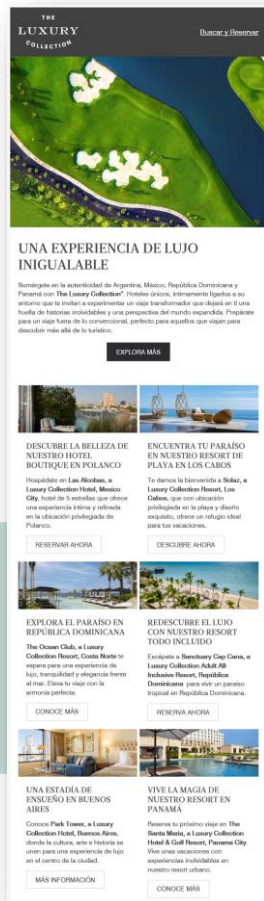 THE
LUXURY
COLLECTION
Buscar y Reservar
UNA EXPERIENCIA DE LUJO
INIGUALABLE
Sumérgete en la autenticidad de Argentina, México, República Dominicana y
Panamá con The Luxury Collection®. Hoteles únicos, íntimamente ligados a su
entorno que te invitan a experimentar un viaje transformador que dejará en ti una
huella de historias inolvidables y una perspectiva del mundo expandida. Prepárate
para un viaje fuera de lo convencional, perfecto para aquellos que viajan para
descubrir más allá de lo turístico.
EXPLORA MÁS
DESCUBRE LA BELLEZA DE
NUESTRO HOTEL
BOUTIQUE EN POLANCO
Hospédate en Las Alcobas, a
Luxury Collection Hotel, Mexico
City, hotel de 5 estrellas que ofrece
una experiencia íntima y refinada
en la ubicación privilegiada de
Polanco.
RESERVAR AHORA
ENCUENTRA TU PARAÍSO
EN NUESTRO RESORT DE
PLAYA EN LOS CABOS
Te damos la bienvenida a Solaz, a
Luxury Collection Resort, Los
Cabos, que con ubicación
privilegiada en la playa y diseño
exquisito, ofrece un refugio ideal
para tus vacaciones.
DESCUBRE AHORA
EXPLORA EL PARAÍSO EN
REPÚBLICA DOMINICANA
The Ocean Club, a Luxury
Collection Resort, Costa Norte te
espera para una experiencia de
lujo, tranquilidad y elegancia frente
al mar. Eleva tu viaje con la
armonía perfecta.
CONOCE MÁS
REDESCUBRE EL LUJO
CON NUESTRO RESORT
TODO INCLUIDO
Escápate a Sanctuary Cap Cana, a
Luxury Collection Adult All-
Inclusive Resort, República
Dominicana para vivir un paraíso
tropical en República Dominicana.
RESERVA AHORA
UNA ESTADÍA DE
ENSUEÑO EN BUENOS
AIRES
Conoce Park Tower, a Luxury
Collection Hotel, Buenos Aires,
donde la cultura, arte e historia se
unen para una experiencia de lujo
en el centro de la ciudad.
MÁS INFORMACIÓN
VIVE LA MAGIA DE
NUESTRO RESORT EN
PANAMÁ
Reserva tu próximo viaje en The
Santa Maria, a Luxury Collection
Hotel & Golf Resort, Panama City.
Vive unas vacaciones con
experiencias inolvidables en
nuestro resort urbano.
CONOCE MÁS